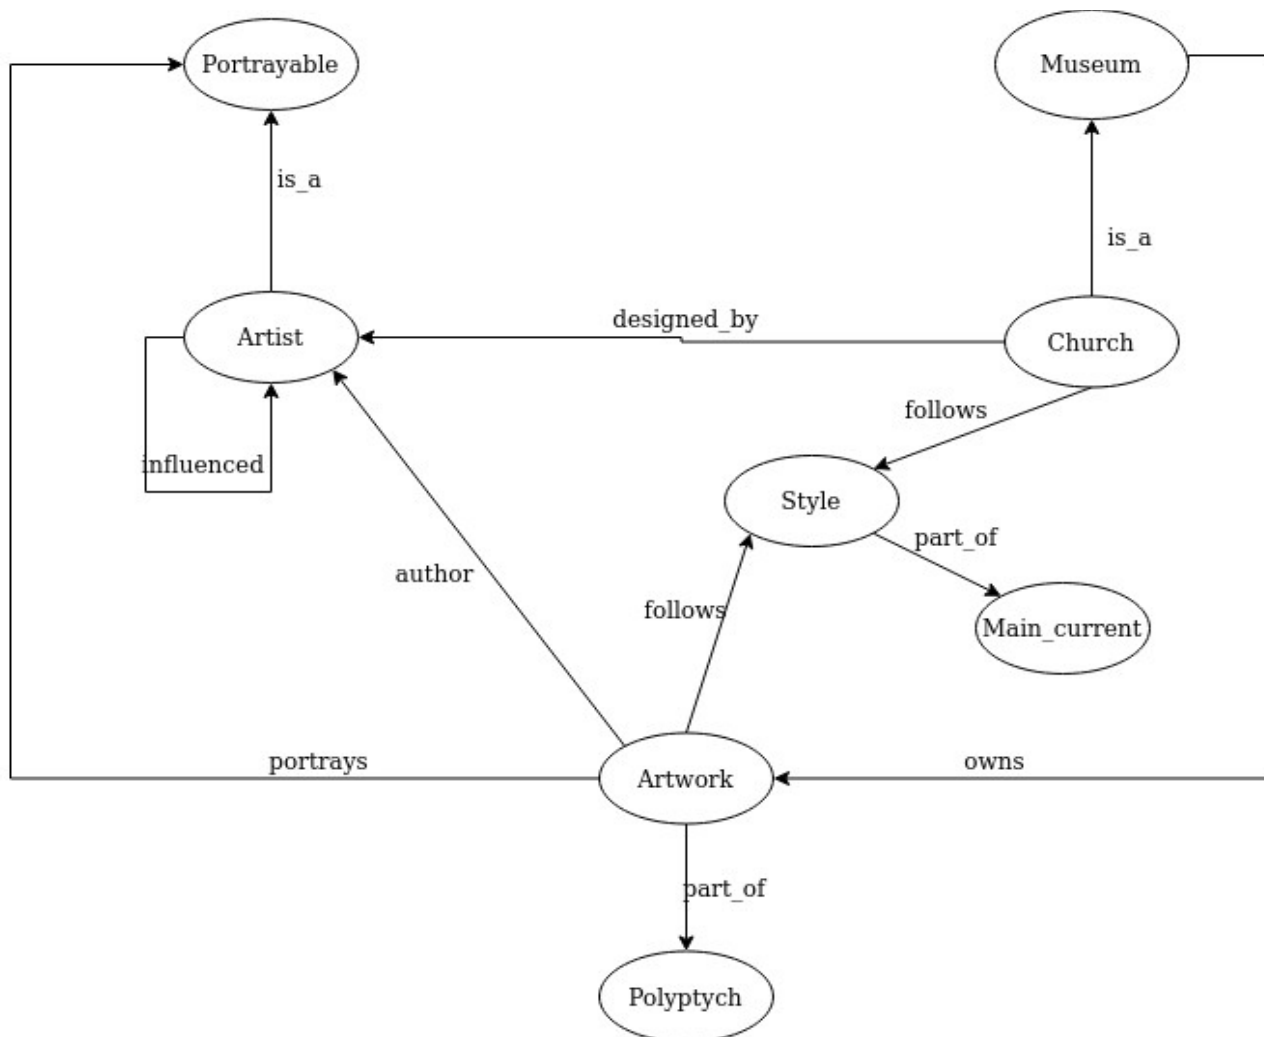 Portrayable
Museum
is_a
is_a
designed_by
Artist
Church
follows
influenced
Style
part_of
author
follows
Main_current
portrays
owns
Artwork
part_of
Polyptych